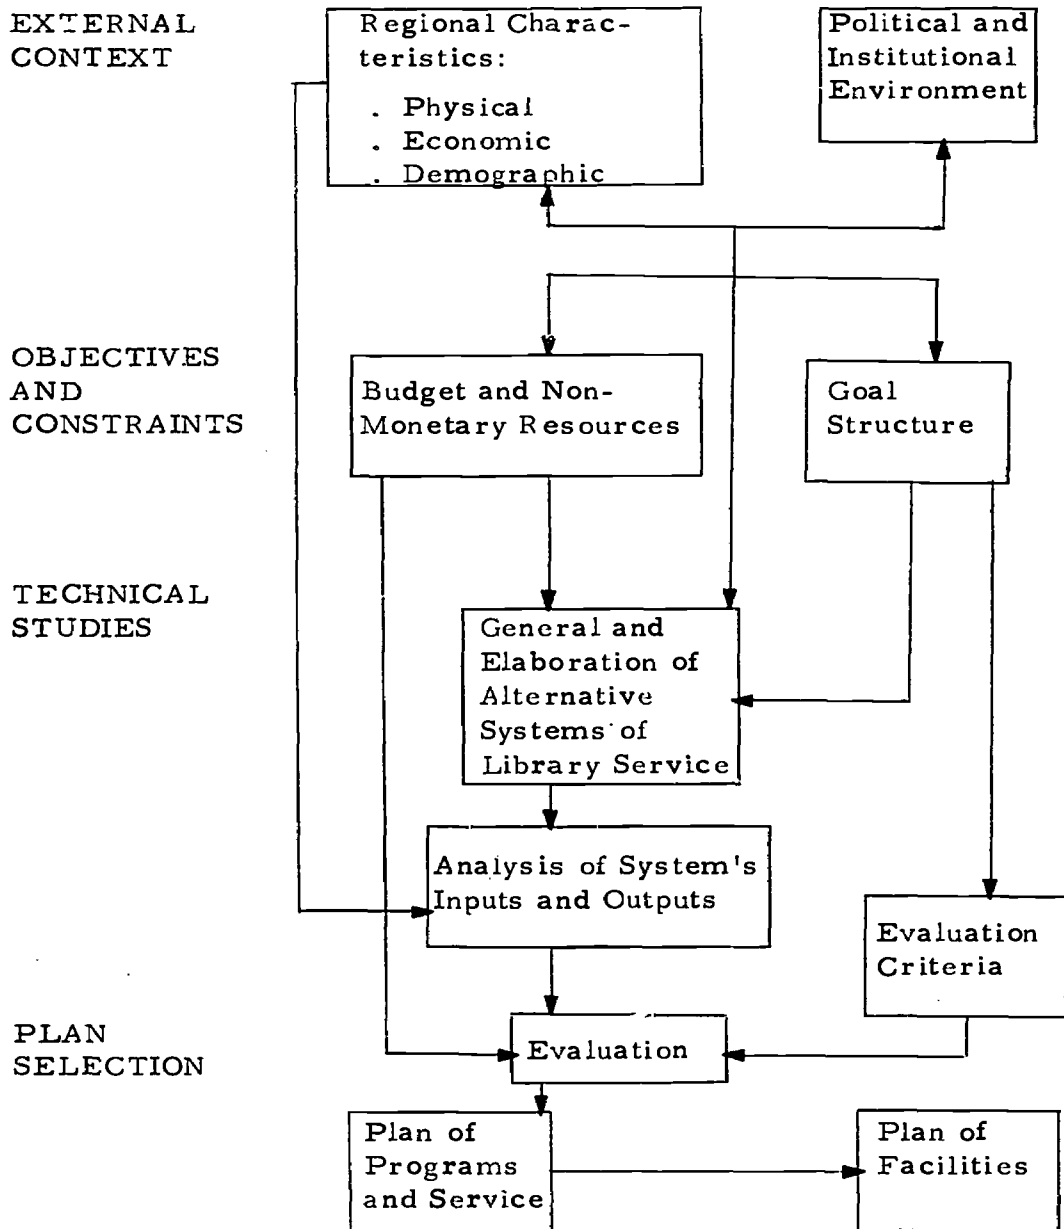 EXTERNAL
CONTEXT
Regional Charac-
teristics:
. Physical
. Economic
. Demographic
Political and
Institutional
Environment
OBJECTIVES
AND
CONSTRAINTS
Budget and Non-
Monetary Resources
Goal
Structure
TECHNICAL
STUDIES
General and
Elaboration of
Alternative
Systems of
Library Service
Analysis of System's
Inputs and Outputs
Evaluation
Criteria
PLAN
SELECTION
Evaluation
Plan of
Programs
and Service
Plan of
Facilities